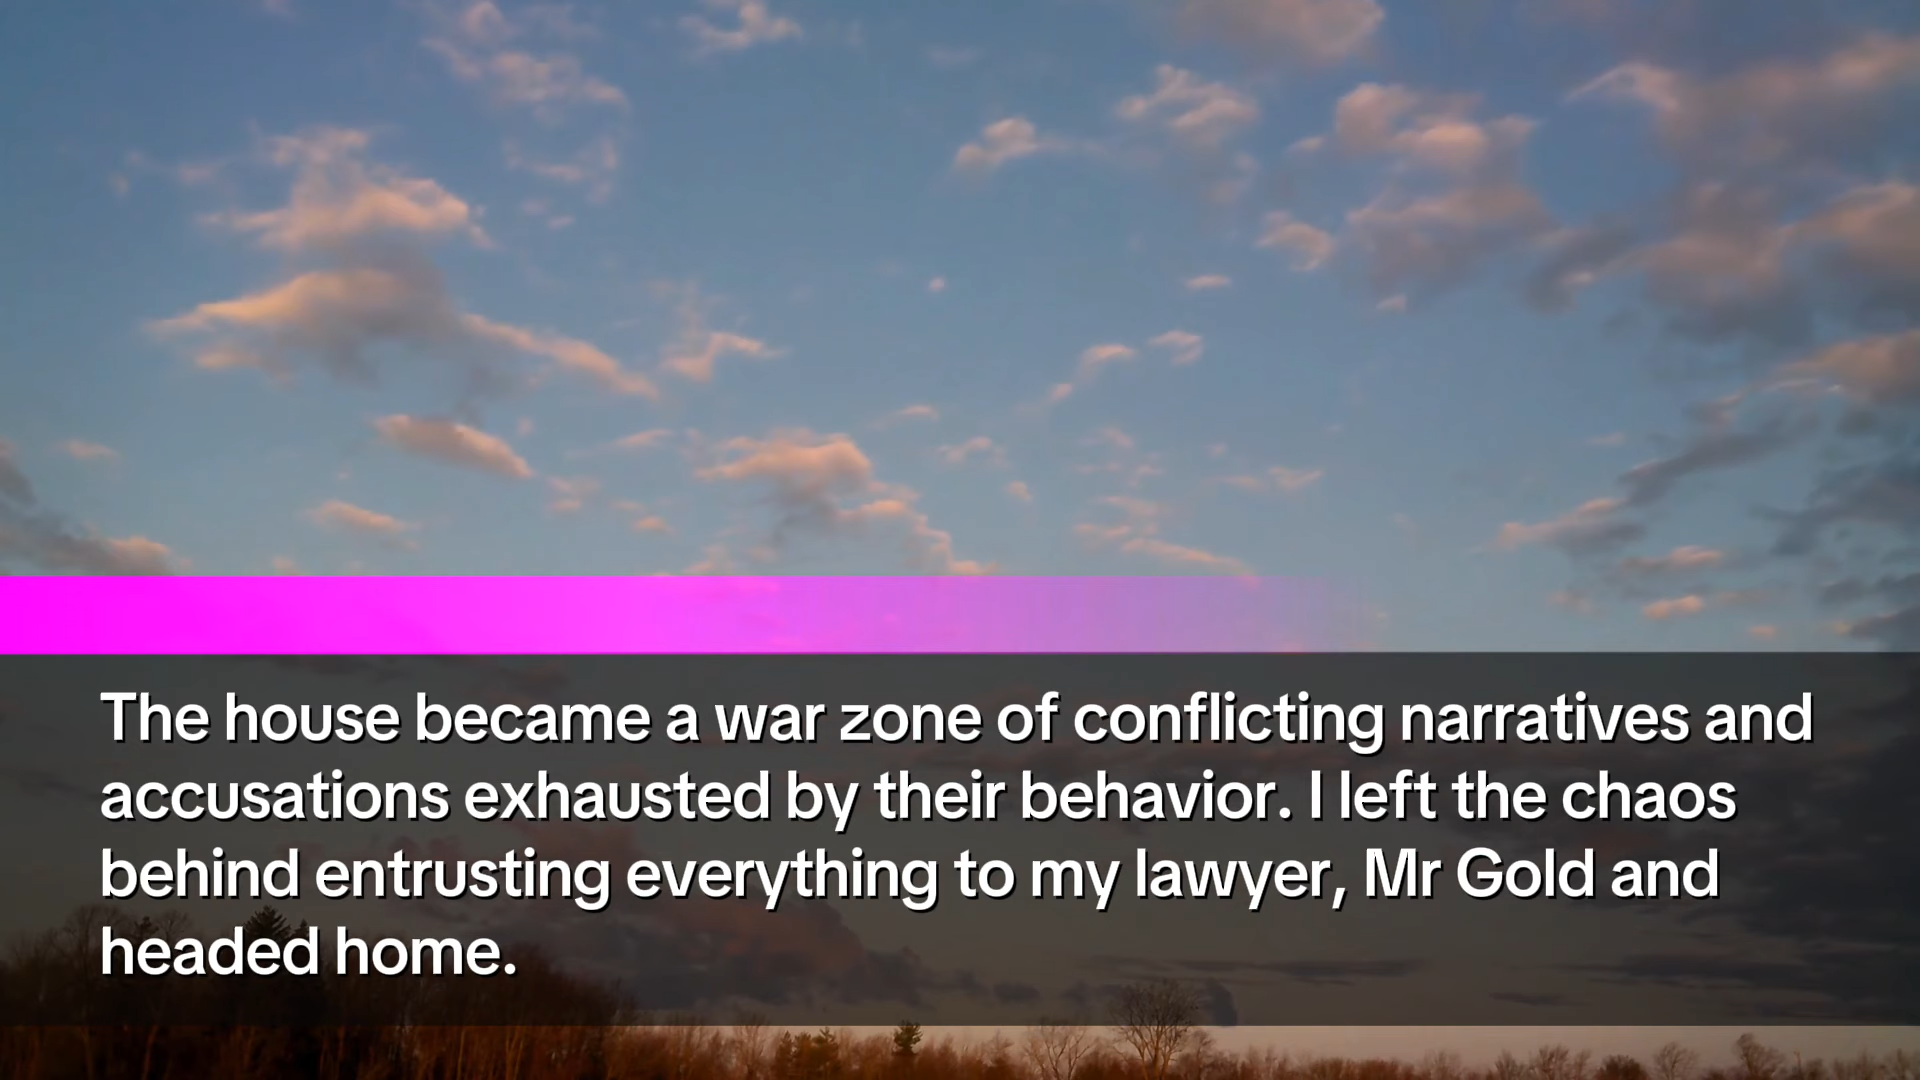 The house became a war zone of conflicting narratives and
accusations exhausted by their behavior. I left the chaos
behind entrusting everything to my lawyer, Mr Gold and
headed home.